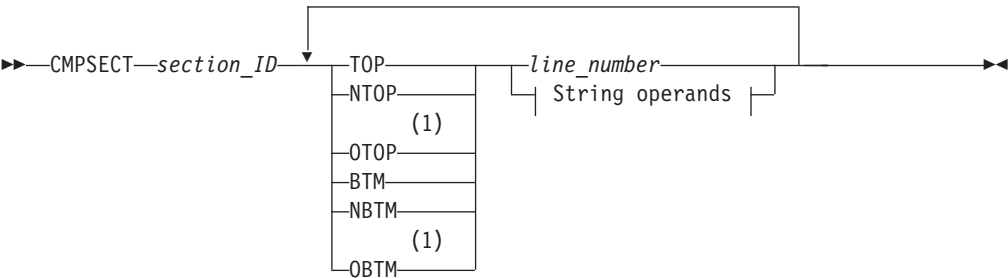 CMPSECT section_ID TOP line_number
NTOP String operands
(1)
OTOP
BTM
NBTM
(1)
OBTM